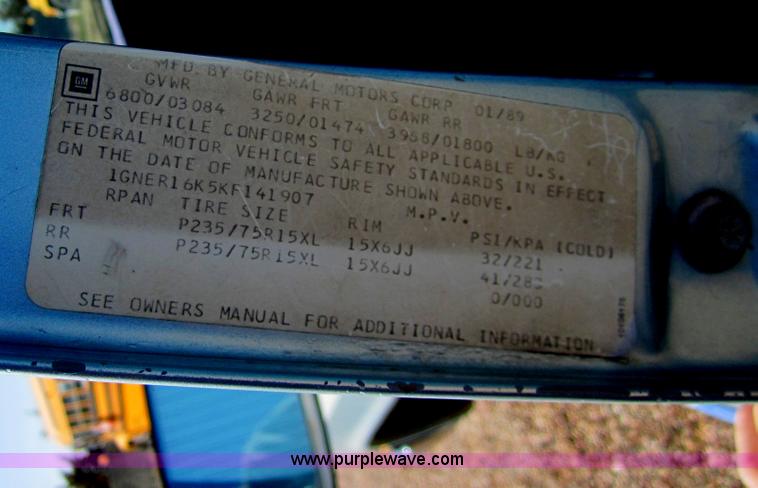 MFD. BY GENERAL MOTORS CORP 01/89
GM
GVWR GAWR FRT GAWR RR
6800/03084 3250/01474 3968/01800 LB/KG
THIS VEHICLE CONFORMS TO ALL APPLICABLE U.S.
FEDERAL MOTOR VEHICLE SAFETY STANDARDS IN EFFECT
ON THE DATE OF MANUFACTURE SHOWN ABOVE.
1GNER16K5KF141907 M.P.V.
RPAN TIRE SIZE RIM PSI/KPA (COLD)
FRT P235/75R15XL 15X6JJ 32/221
RR P235/75R15XL 15X6JJ 41/283
SPA 0/000
SEE OWNERS MANUAL FOR ADDITIONAL INFORMATION
www.purplewave.com